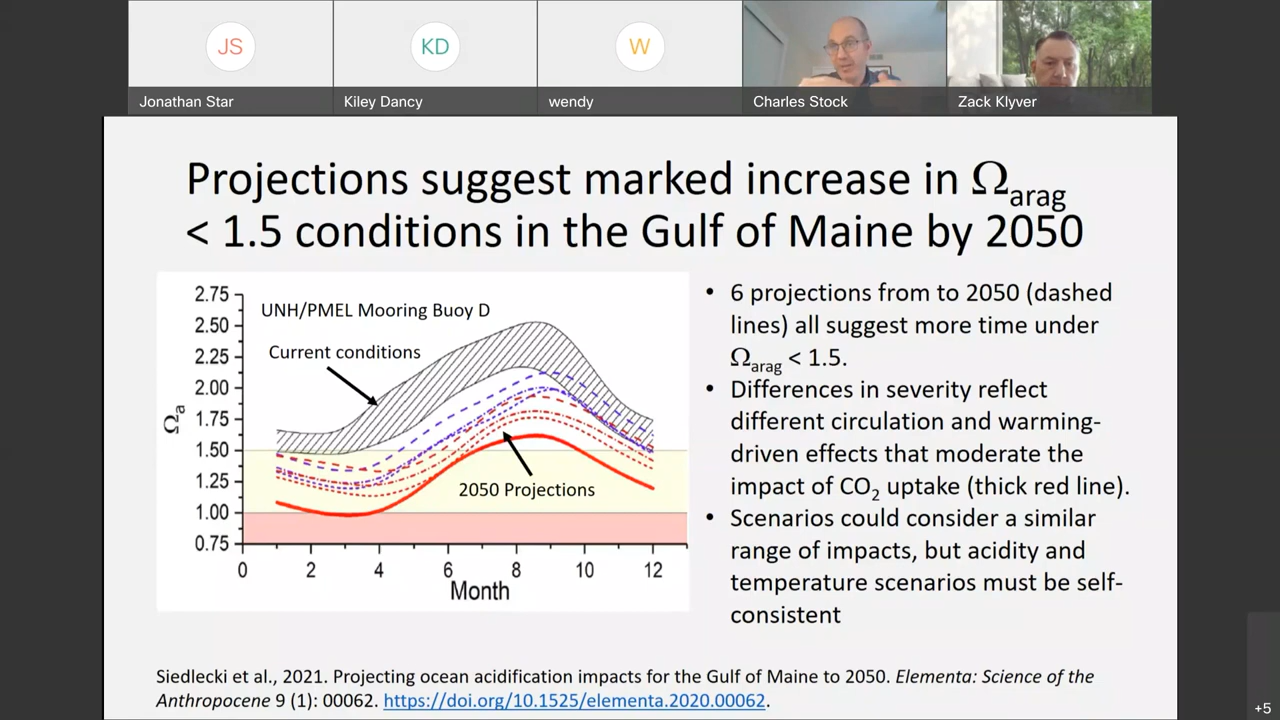 JS
KD
W
Jonathan Star
Kiley Dancy
wendy
Charles Stock
Zack Klyver
Projections suggest marked increase in Ωarag
< 1.5 conditions in the Gulf of Maine by 2050
2.75
2.50
2.25
2.00
1.75
1.50
1.25
1.00
0.75
Ωa
UNH/PMEL Mooring Buoy D
Current conditions
2050 Projections
0 2 4 6 8 10 12
Month
• 6 projections from to 2050 (dashed
lines) all suggest more time under
Ωarag < 1.5.
• Differences in severity reflect
different circulation and warming-
driven effects that moderate the
impact of CO2 uptake (thick red line).
• Scenarios could consider a similar
range of impacts, but acidity and
temperature scenarios must be self-
consistent
Siedlecki et al., 2021. Projecting ocean acidification impacts for the Gulf of Maine to 2050. Elementa: Science of the
Anthropocene 9 (1): 00062. https://doi.org/10.1525/elementa.2020.00062.
+5